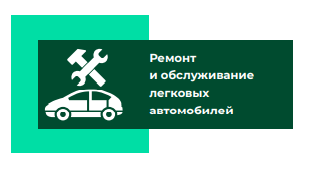 Ремонт
и обслуживание
легковых
автомобилей